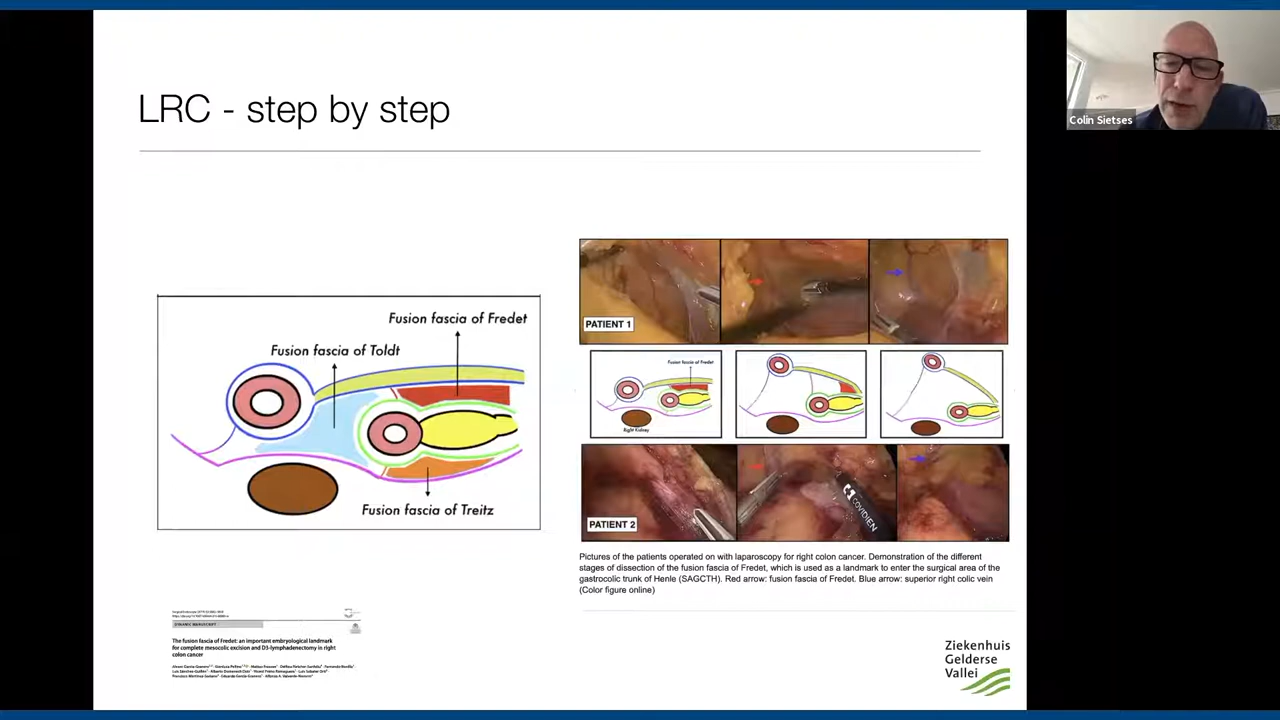 LRC - step by step
Colin Sietses
Fusion fascia of Fredet
Fusion fascia of Toldt
Fusion fascia of Treitz
PATIENT 1
Fusion fascia of Fredet
Right Kidney
COVIDIEN
PATIENT 2
Pictures of the patients operated on with laparoscopy for right colon cancer. Demonstration of the different
stages of dissection of the fusion fascia of Fredet, which is used as a landmark to enter the surgical area of the
gastrocolic trunk of Henle (SAGCTH). Red arrow: fusion fascia of Fredet. Blue arrow: superior right colic vein
(Color figure online)
DYNAMIC MANUSCRIPT
The fusion fascia of Fredet: an important embryological landmark
for complete mesocolic excision and D3-lymphadenectomy in right
colon cancer
Ziekenhuis
Gelderse
Vallei